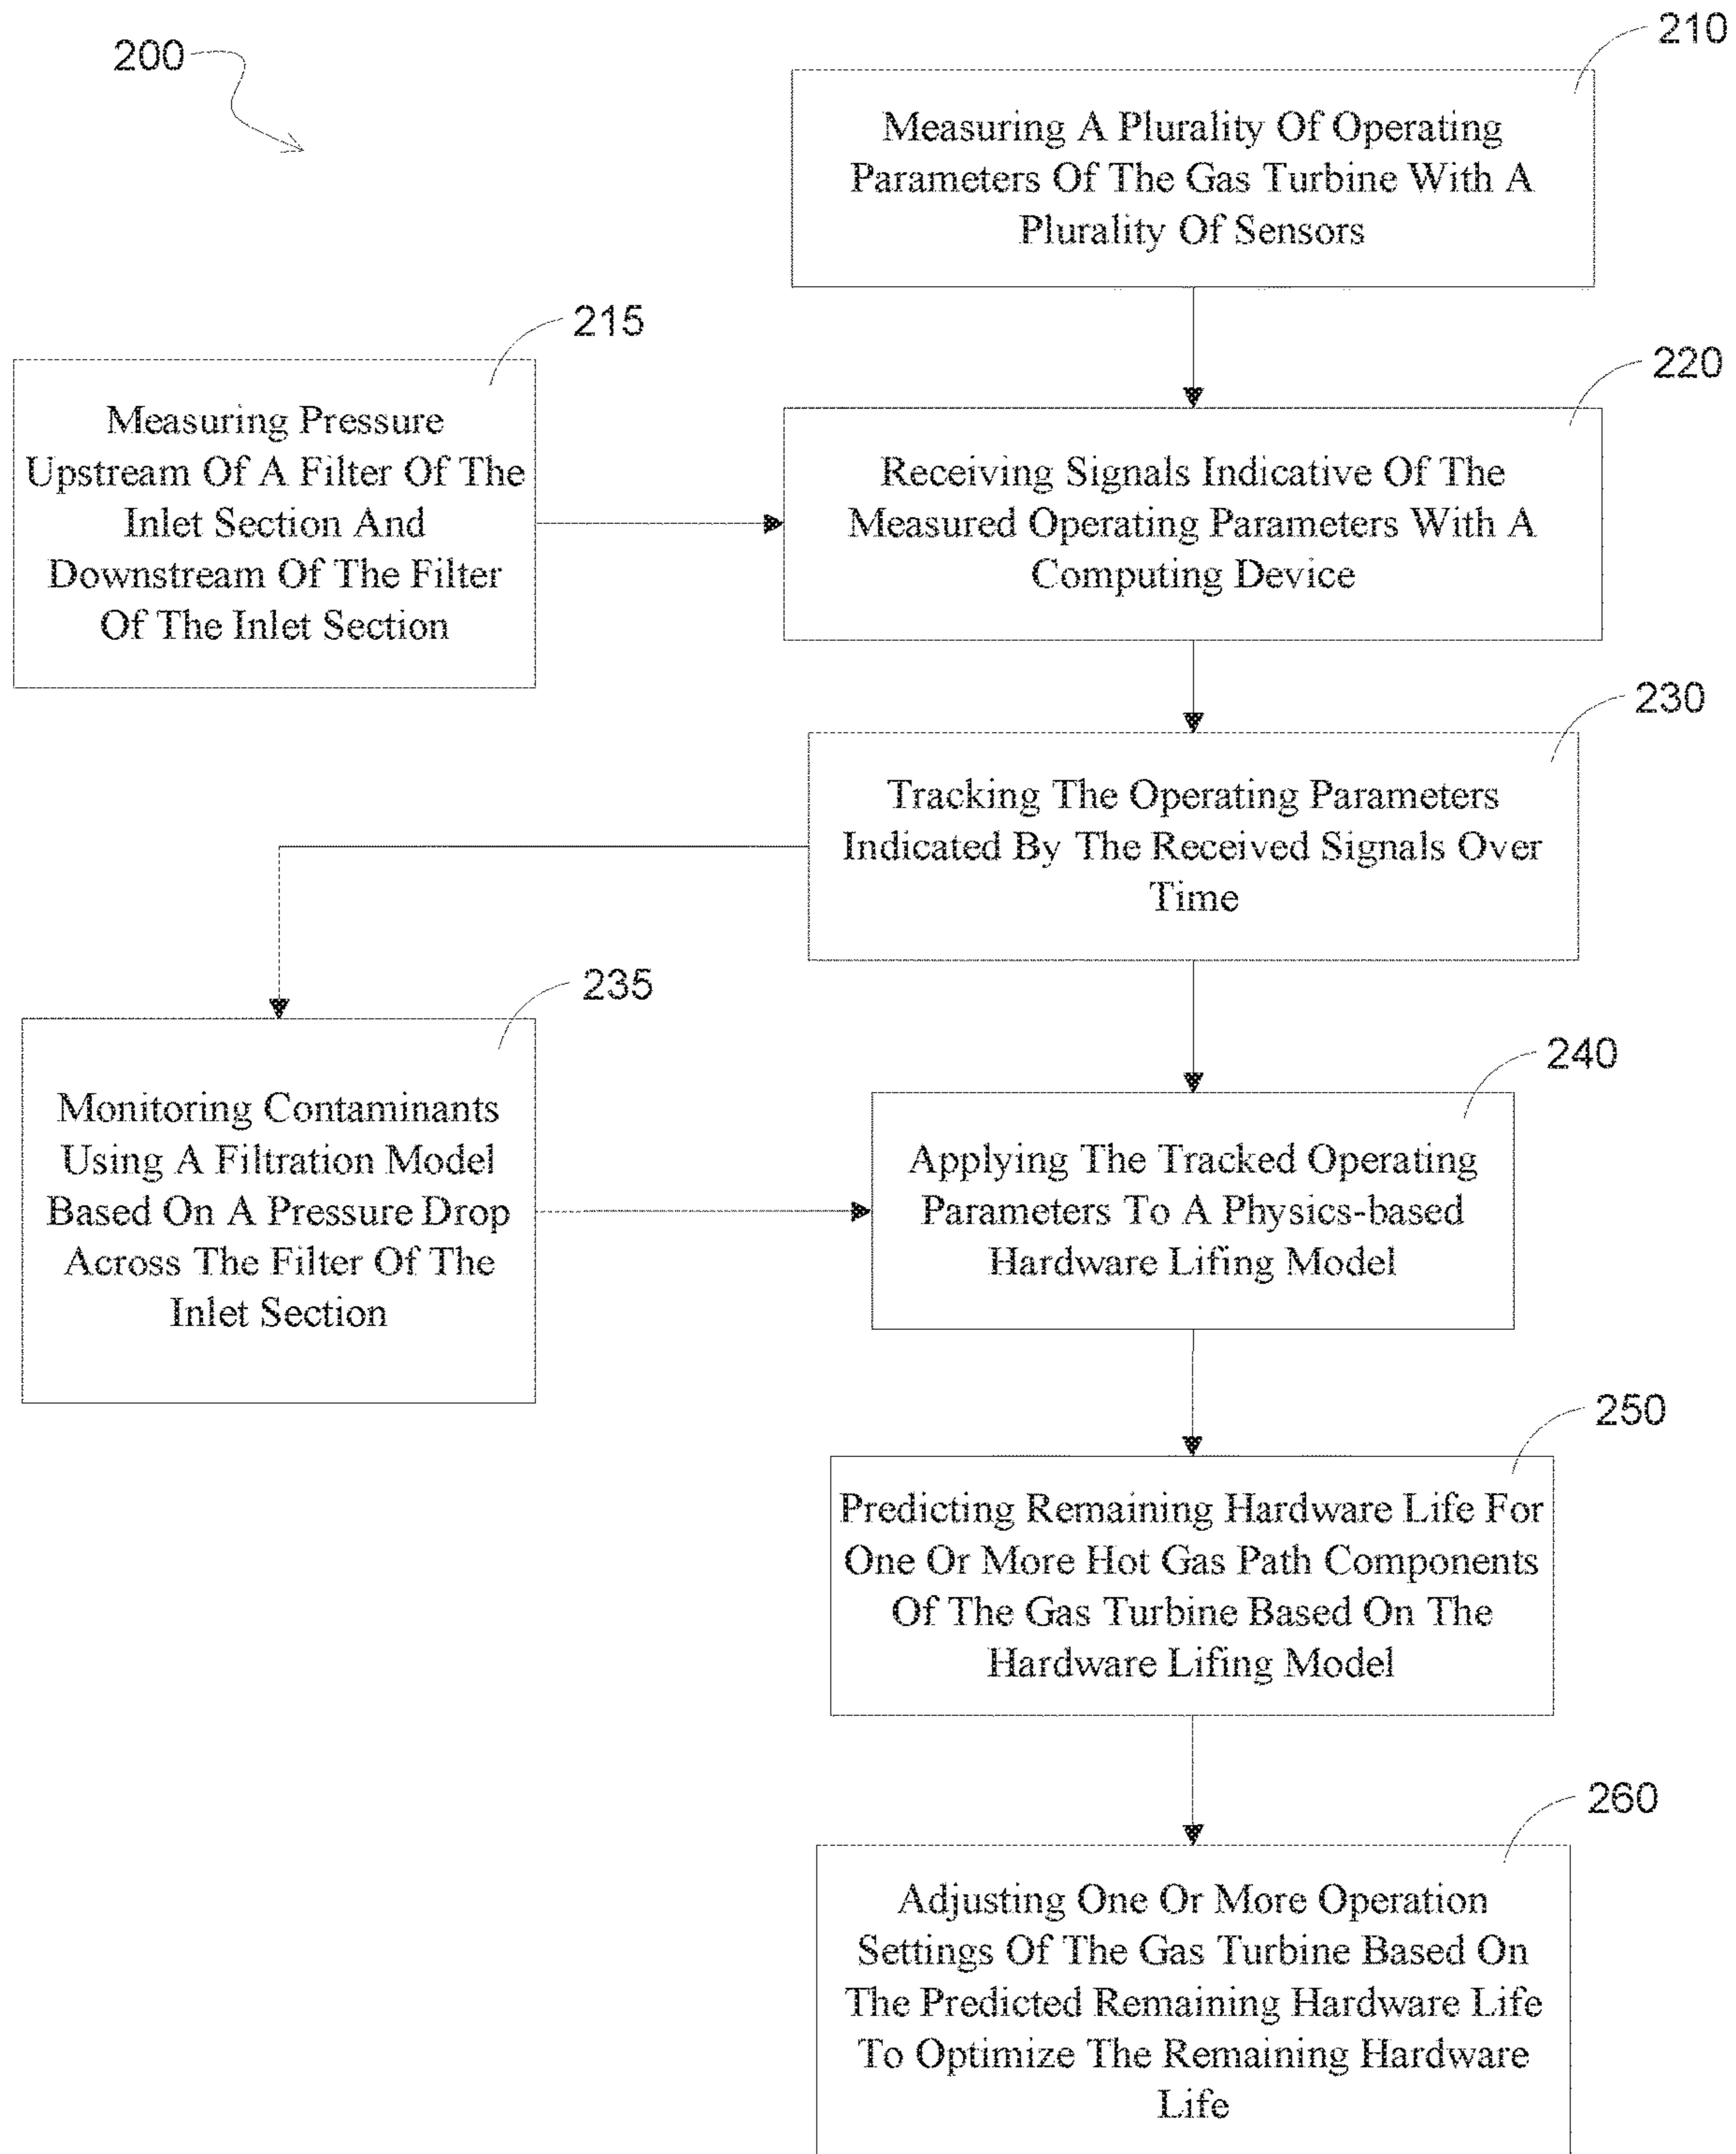 200
210
Measuring A Plurality Of Operating
Parameters Of The Gas Turbine With A
Plurality Of Sensors
215
Measuring Pressure
Upstream Of A Filter Of The
Inlet Section And
Downstream Of The Filter
Of The Inlet Section
220
Receiving Signals Indicative Of The
Measured Operating Parameters With A
Computing Device
230
Tracking The Operating Parameters
Indicated By The Received Signals Over
Time
235
Monitoring Contaminants
Using A Filtration Model
Based On A Pressure Drop
Across The Filter Of The
Inlet Section
240
Applying The Tracked Operating
Parameters To A Physics-based
Hardware Lifing Model
250
Predicting Remaining Hardware Life For
One Or More Hot Gas Path Components
Of The Gas Turbine Based On The
Hardware Lifing Model
260
Adjusting One Or More Operation
Settings Of The Gas Turbine Based On
The Predicted Remaining Hardware Life
To Optimize The Remaining Hardware
Life